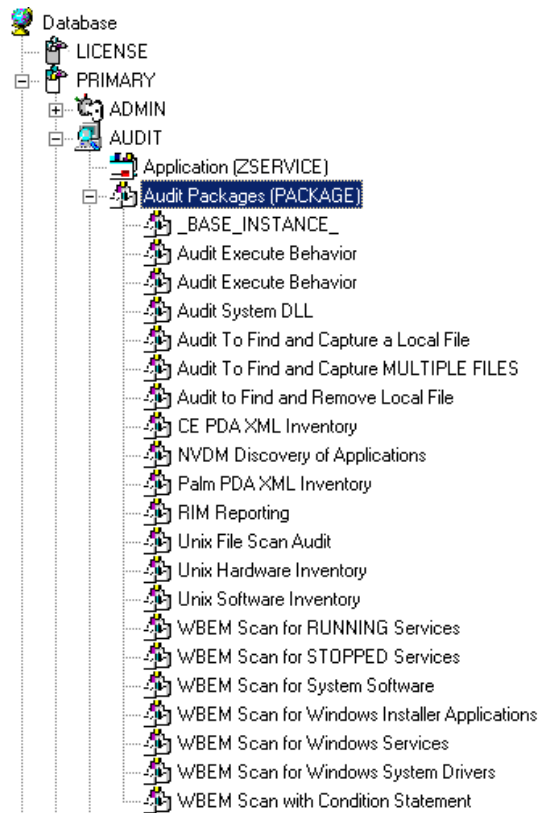 Database
LICENSE
PRIMARY
ADMIN
AUDIT
Application (ZSERVICE)
Audit Packages (PACKAGE)
_BASE_INSTANCE_
Audit Execute Behavior
Audit Execute Behavior
Audit System DLL
Audit To Find and Capture a Local File
Audit To Find and Capture MULTIPLE FILES
Audit to Find and Remove Local File
CE PDA XML Inventory
NVDM Discovery of Applications
Palm PDA XML Inventory
RIM Reporting
Unix File Scan Audit
Unix Hardware Inventory
Unix Software Inventory
WBEM Scan for RUNNING Services
WBEM Scan for STOPPED Services
WBEM Scan for System Software
WBEM Scan for Windows Installer Applications
WBEM Scan for Windows Services
WBEM Scan for Windows System Drivers
WBEM Scan with Condition Statement